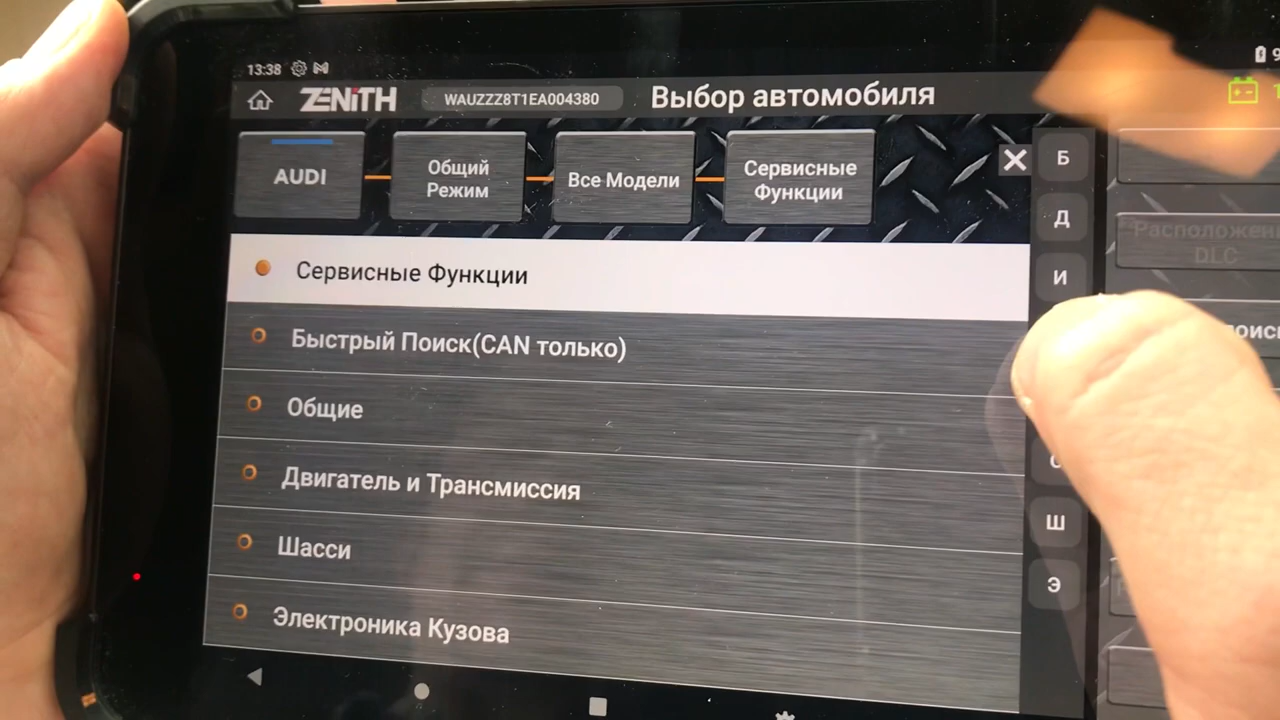 13:38
ZENITH
WAUZZZ8T1EA004380
Выбор автомобиля
AUDI
Общий
Режим
Все Модели
Сервисные
Функции
Сервисные Функции
Быстрый Поиск(CAN только)
Общие
Двигатель и Трансмиссия
Шасси
Электроника Кузова
Б
Д
И
С
Ш
Э
DLC